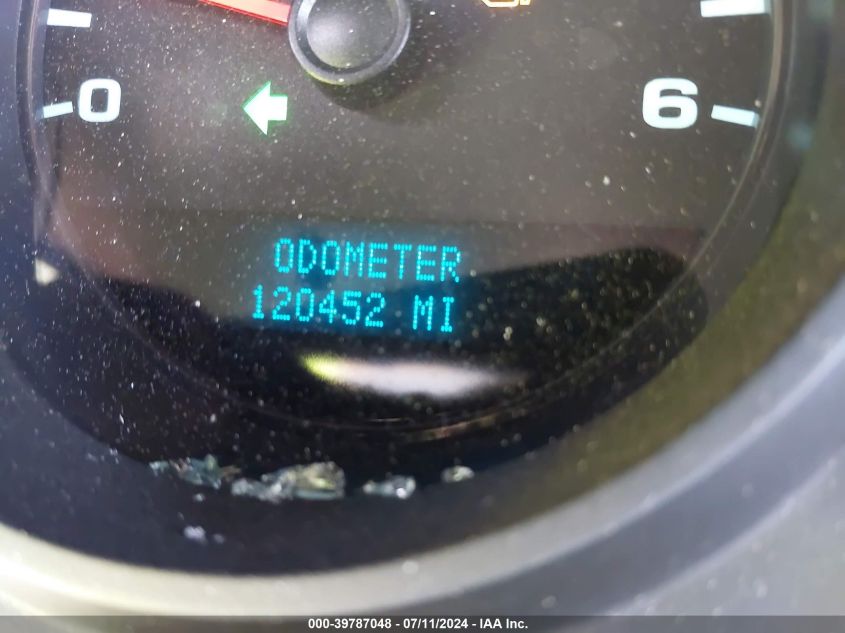 0 6
ODOMETER
120452 MI
000-39787048 - 07/11/2024 - IAA Inc.